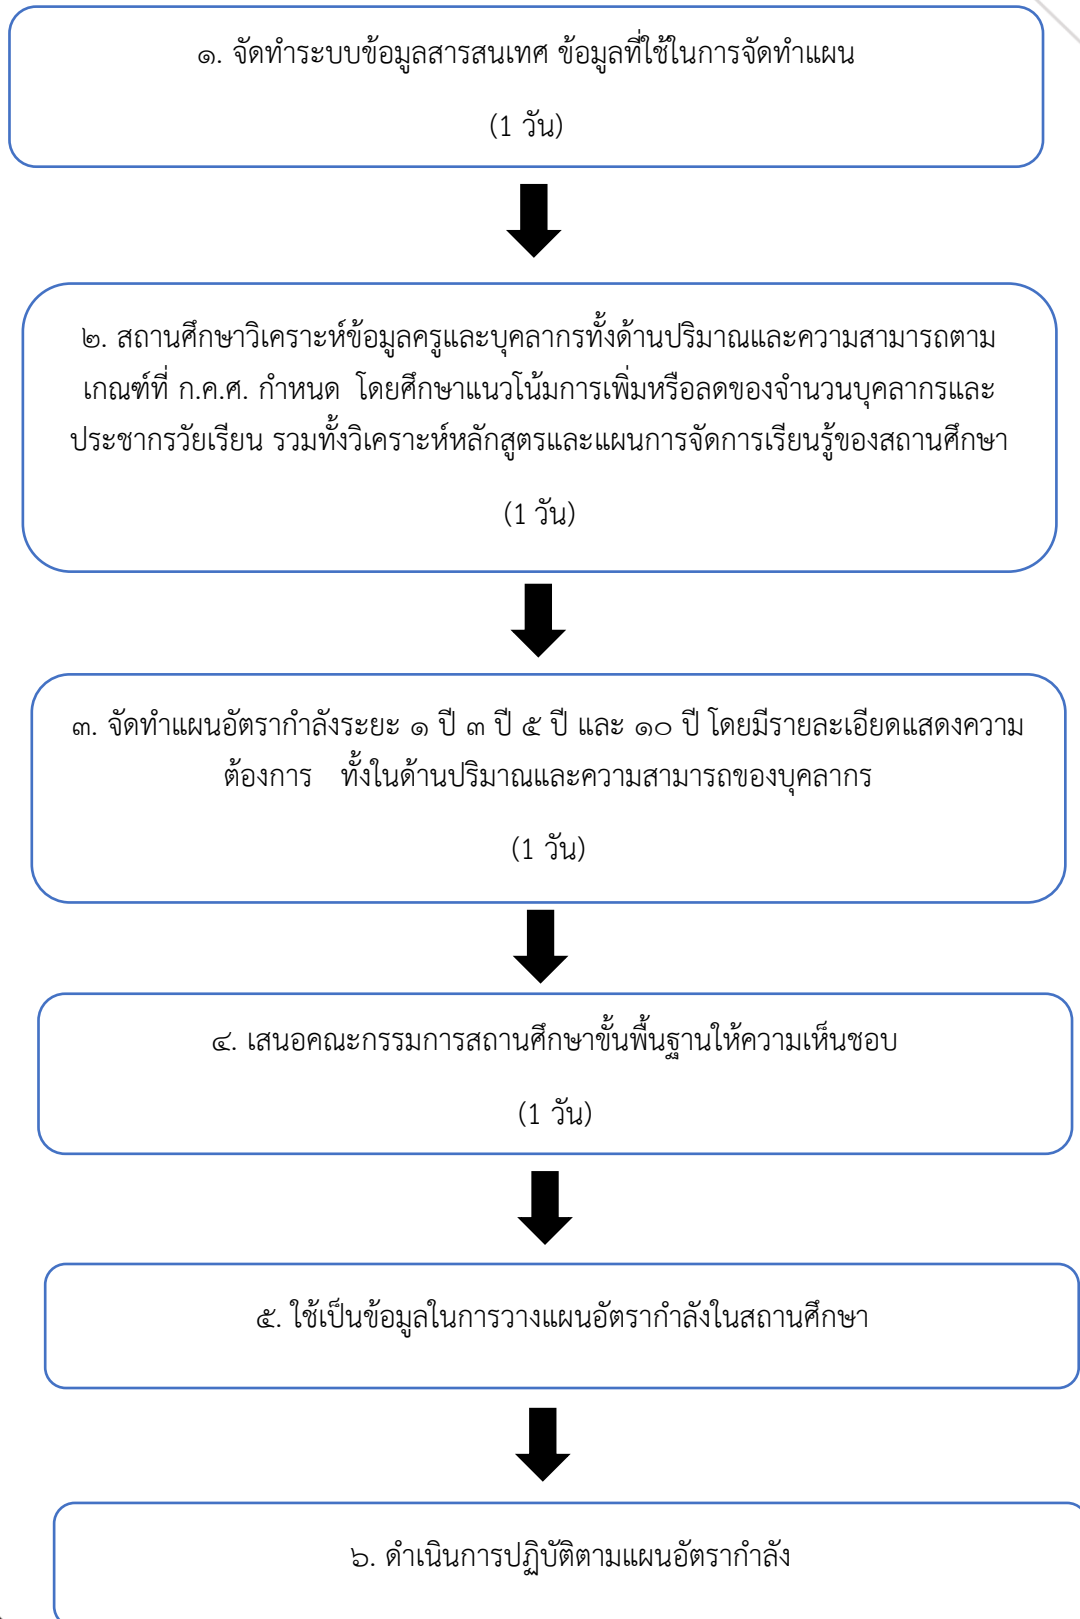 ๑. จัดทำระบบข้อมูลสารสนเทศ ข้อมูลที่ใช้ในการจัดทำแผน
(1 วัน)
๒. สถานศึกษาวิเคราะห์ข้อมูลครูและบุคลากรทั้งด้านปริมาณและความสามารถตาม
เกณฑ์ที่ ก.ค.ศ. กำหนด โดยศึกษาแนวโน้มการเพิ่มหรือลดของจำนวนบุคลากรและ
ประชากรวัยเรียน รวมทั้งวิเคราะห์หลักสูตรและแผนการจัดการเรียนรู้ของสถานศึกษา
(1 วัน)
๓. จัดทำแผนอัตรากำลังระยะ ๑ ปี ๓ ปี ๕ ปี และ ๑๐ ปี โดยมีรายละเอียดแสดงความ
ต้องการ ทั้งในด้านปริมาณและความสามารถของบุคลากร
(1 วัน)
๔. เสนอคณะกรรมการสถานศึกษาขั้นพื้นฐานให้ความเห็นชอบ
(1 วัน)
๕. ใช้เป็นข้อมูลในการวางแผนอัตรากำลังในสถานศึกษา
๖. ดำเนินการปฏิบัติตามแผนอัตรากำลัง